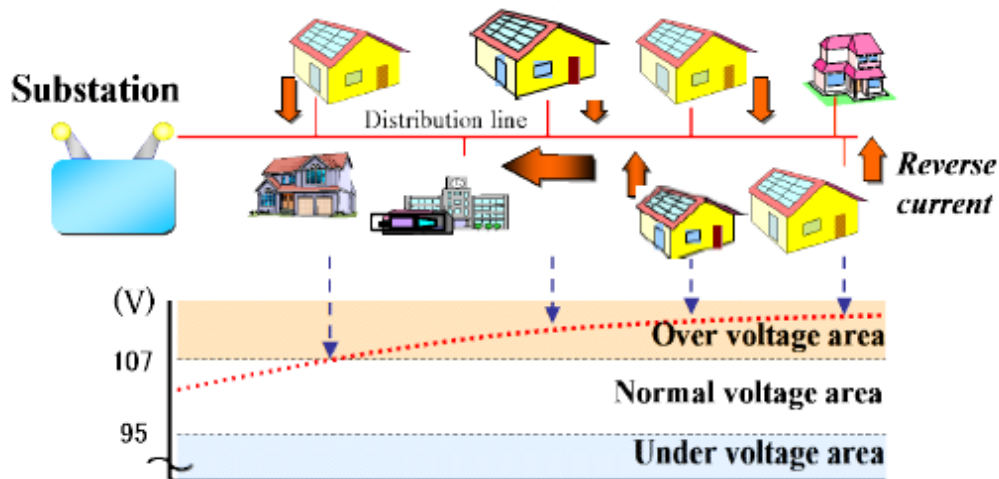 Substation
Distribution line
Reverse
current
(V)
Over voltage area
107
Normal voltage area
95
Under voltage area